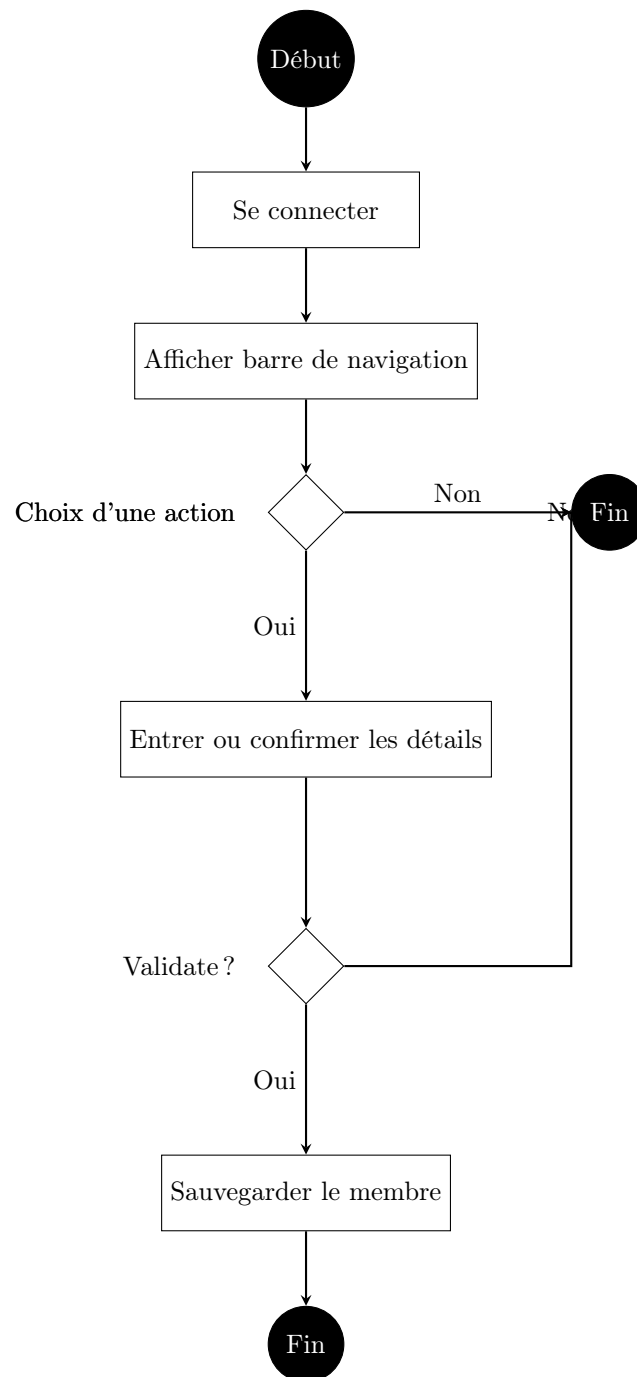 Début
Se connecter
Afficher barre de navigation
Choix d'une action
Non
Fin
Oui
Entrer ou confirmer les détails
Validate ?
Oui
Sauvegarder le membre
Fin